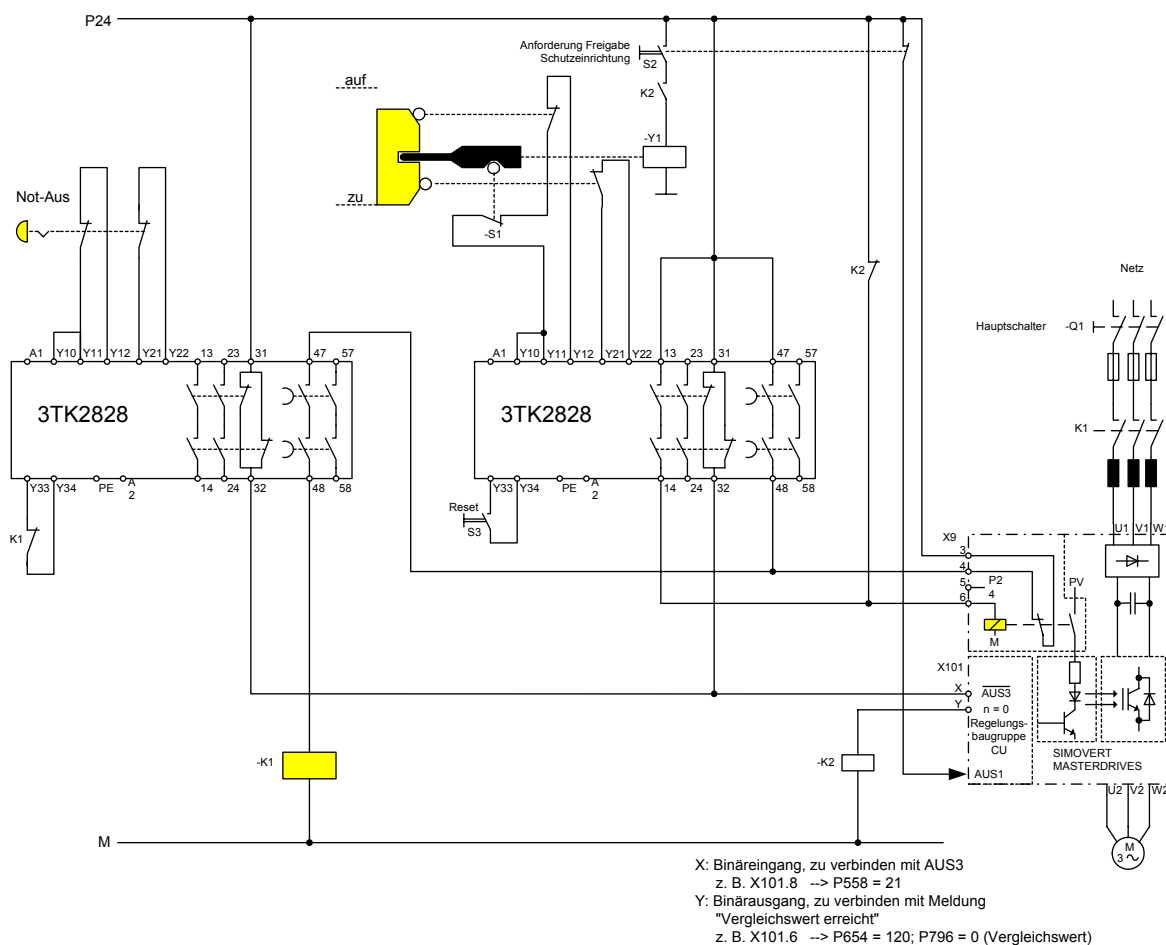 P24
Anforderung Freigabe
Schutzeinrichtung
S2
auf
K2
-Y1
Not-Aus
zu
-S1
K2
Netz
Hauptschalter
-Q1
A1 Y10 Y11 Y12 Y21 Y22 13 23 31 47 57
A1 Y10 Y11 Y12 Y21 Y22 13 23 31 47 57
3TK2828
3TK2828
K1
Y33 Y34 PE A 2 14 24 32 48 58
Y33 Y34 PE A 2 14 24 32 48 58
Reset
S3
K1
U1 V1 W1
X9
3
4
5
P2
4
6
PV
M
X101
X
AUS3
Y
n = 0
Regelungs-
baugruppe
CU
SIMOVERT
MASTERDRIVES
-K1
-K2
AUS1
U2 V2 W2
M
3 ~
M
X: Binäreingang, zu verbinden mit AUS3
z. B. X101.8 --> P558 = 21
Y: Binärausgang, zu verbinden mit Meldung
"Vergleichswert erreicht"
z. B. X101.6 --> P654 = 120; P796 = 0 (Vergleichswert)